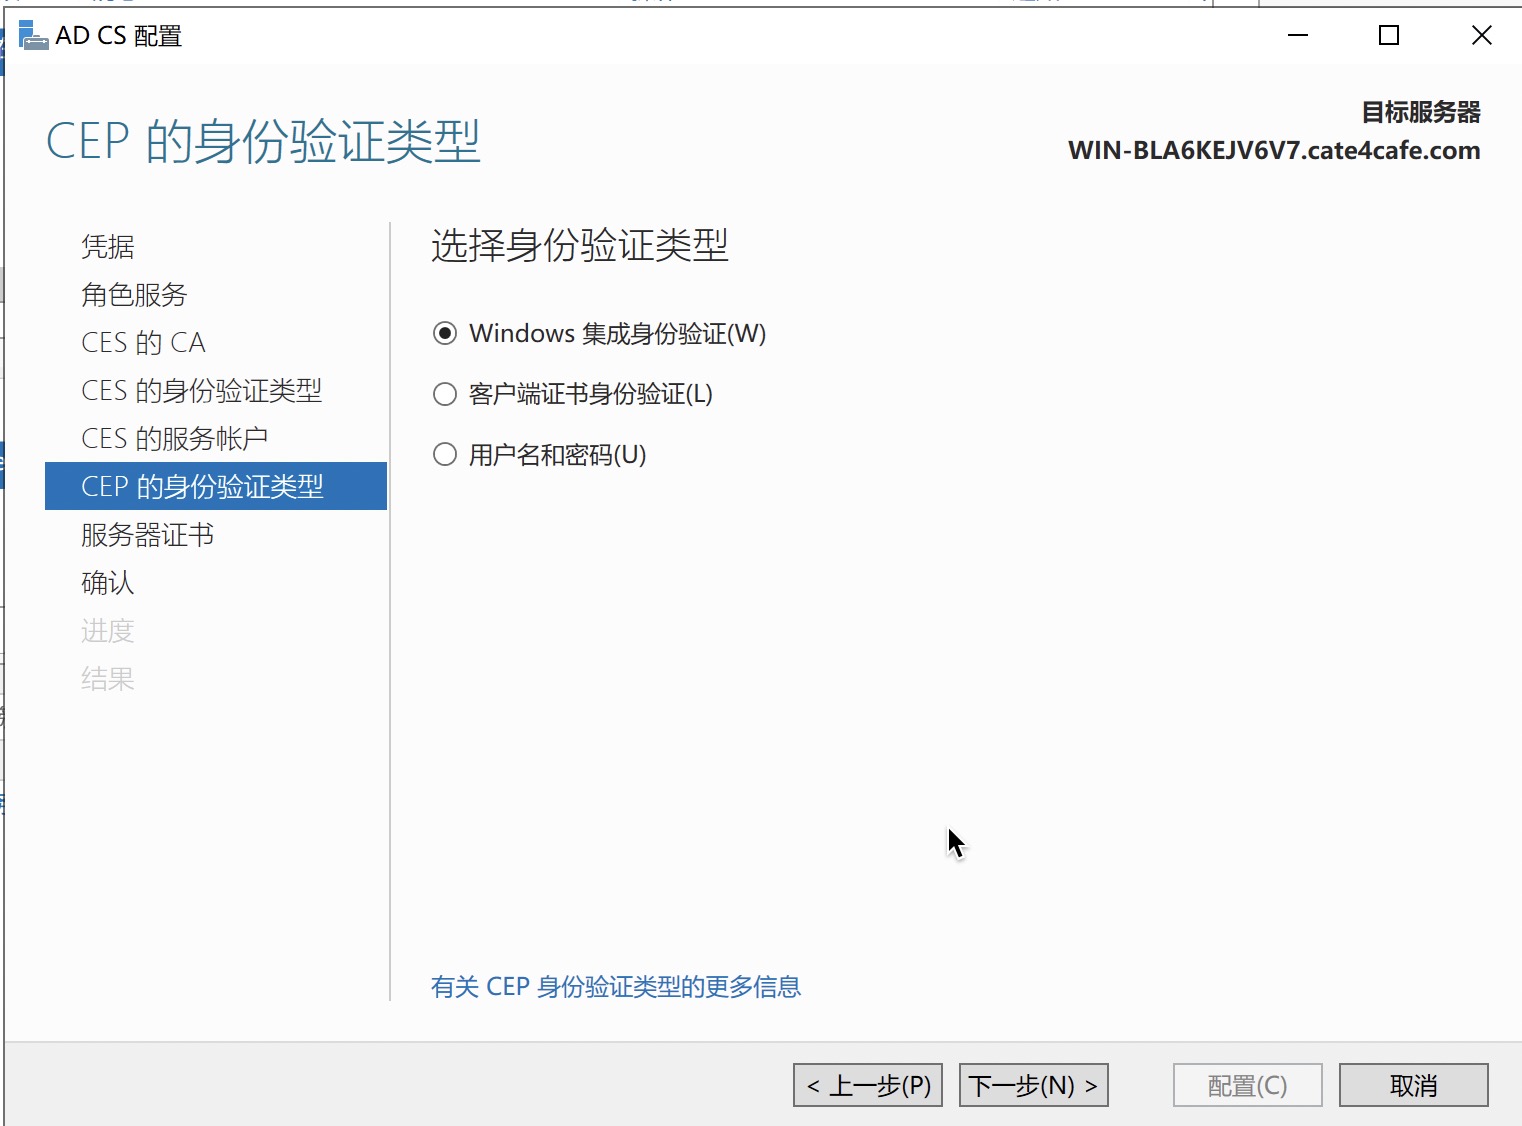 AD CS 配置
CEP 的身份验证类型
目标服务器
WIN-BLA6KEJV6V7.cate4cafe.com
凭据
角色服务
CES 的 CA
CES 的身份验证类型
CES 的服务帐户
CEP 的身份验证类型
服务器证书
确认
进度
结果
选择身份验证类型
Windows 集成身份验证(W)
客户端证书身份验证(L)
用户名和密码(U)
有关 CEP 身份验证类型的更多信息
< 上一步(P)
下一步(N) >
配置(C)
取消